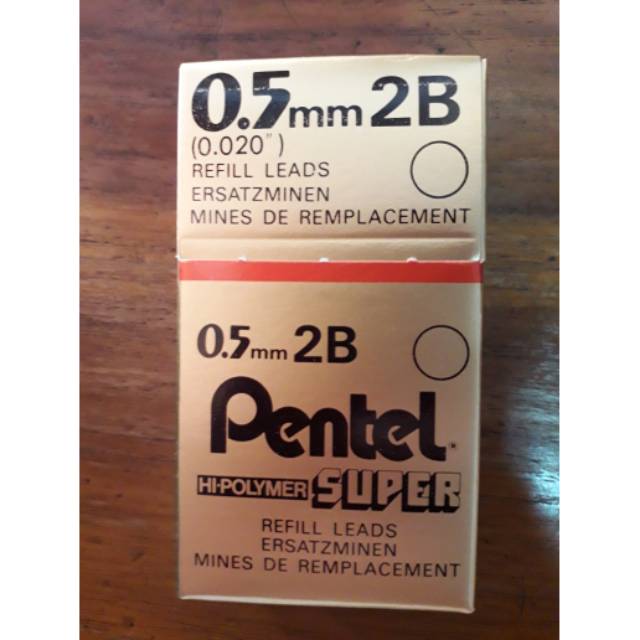 0.5mm 2B
(0.020")
REFILL LEADS
ERSATZMINEN
MINES DE REMPLACEMENT
0.5mm 2B
Pentel
HI-POLYMER SUPER
REFILL LEADS
ERSATZMINEN
MINES DE REMPLACEMENT